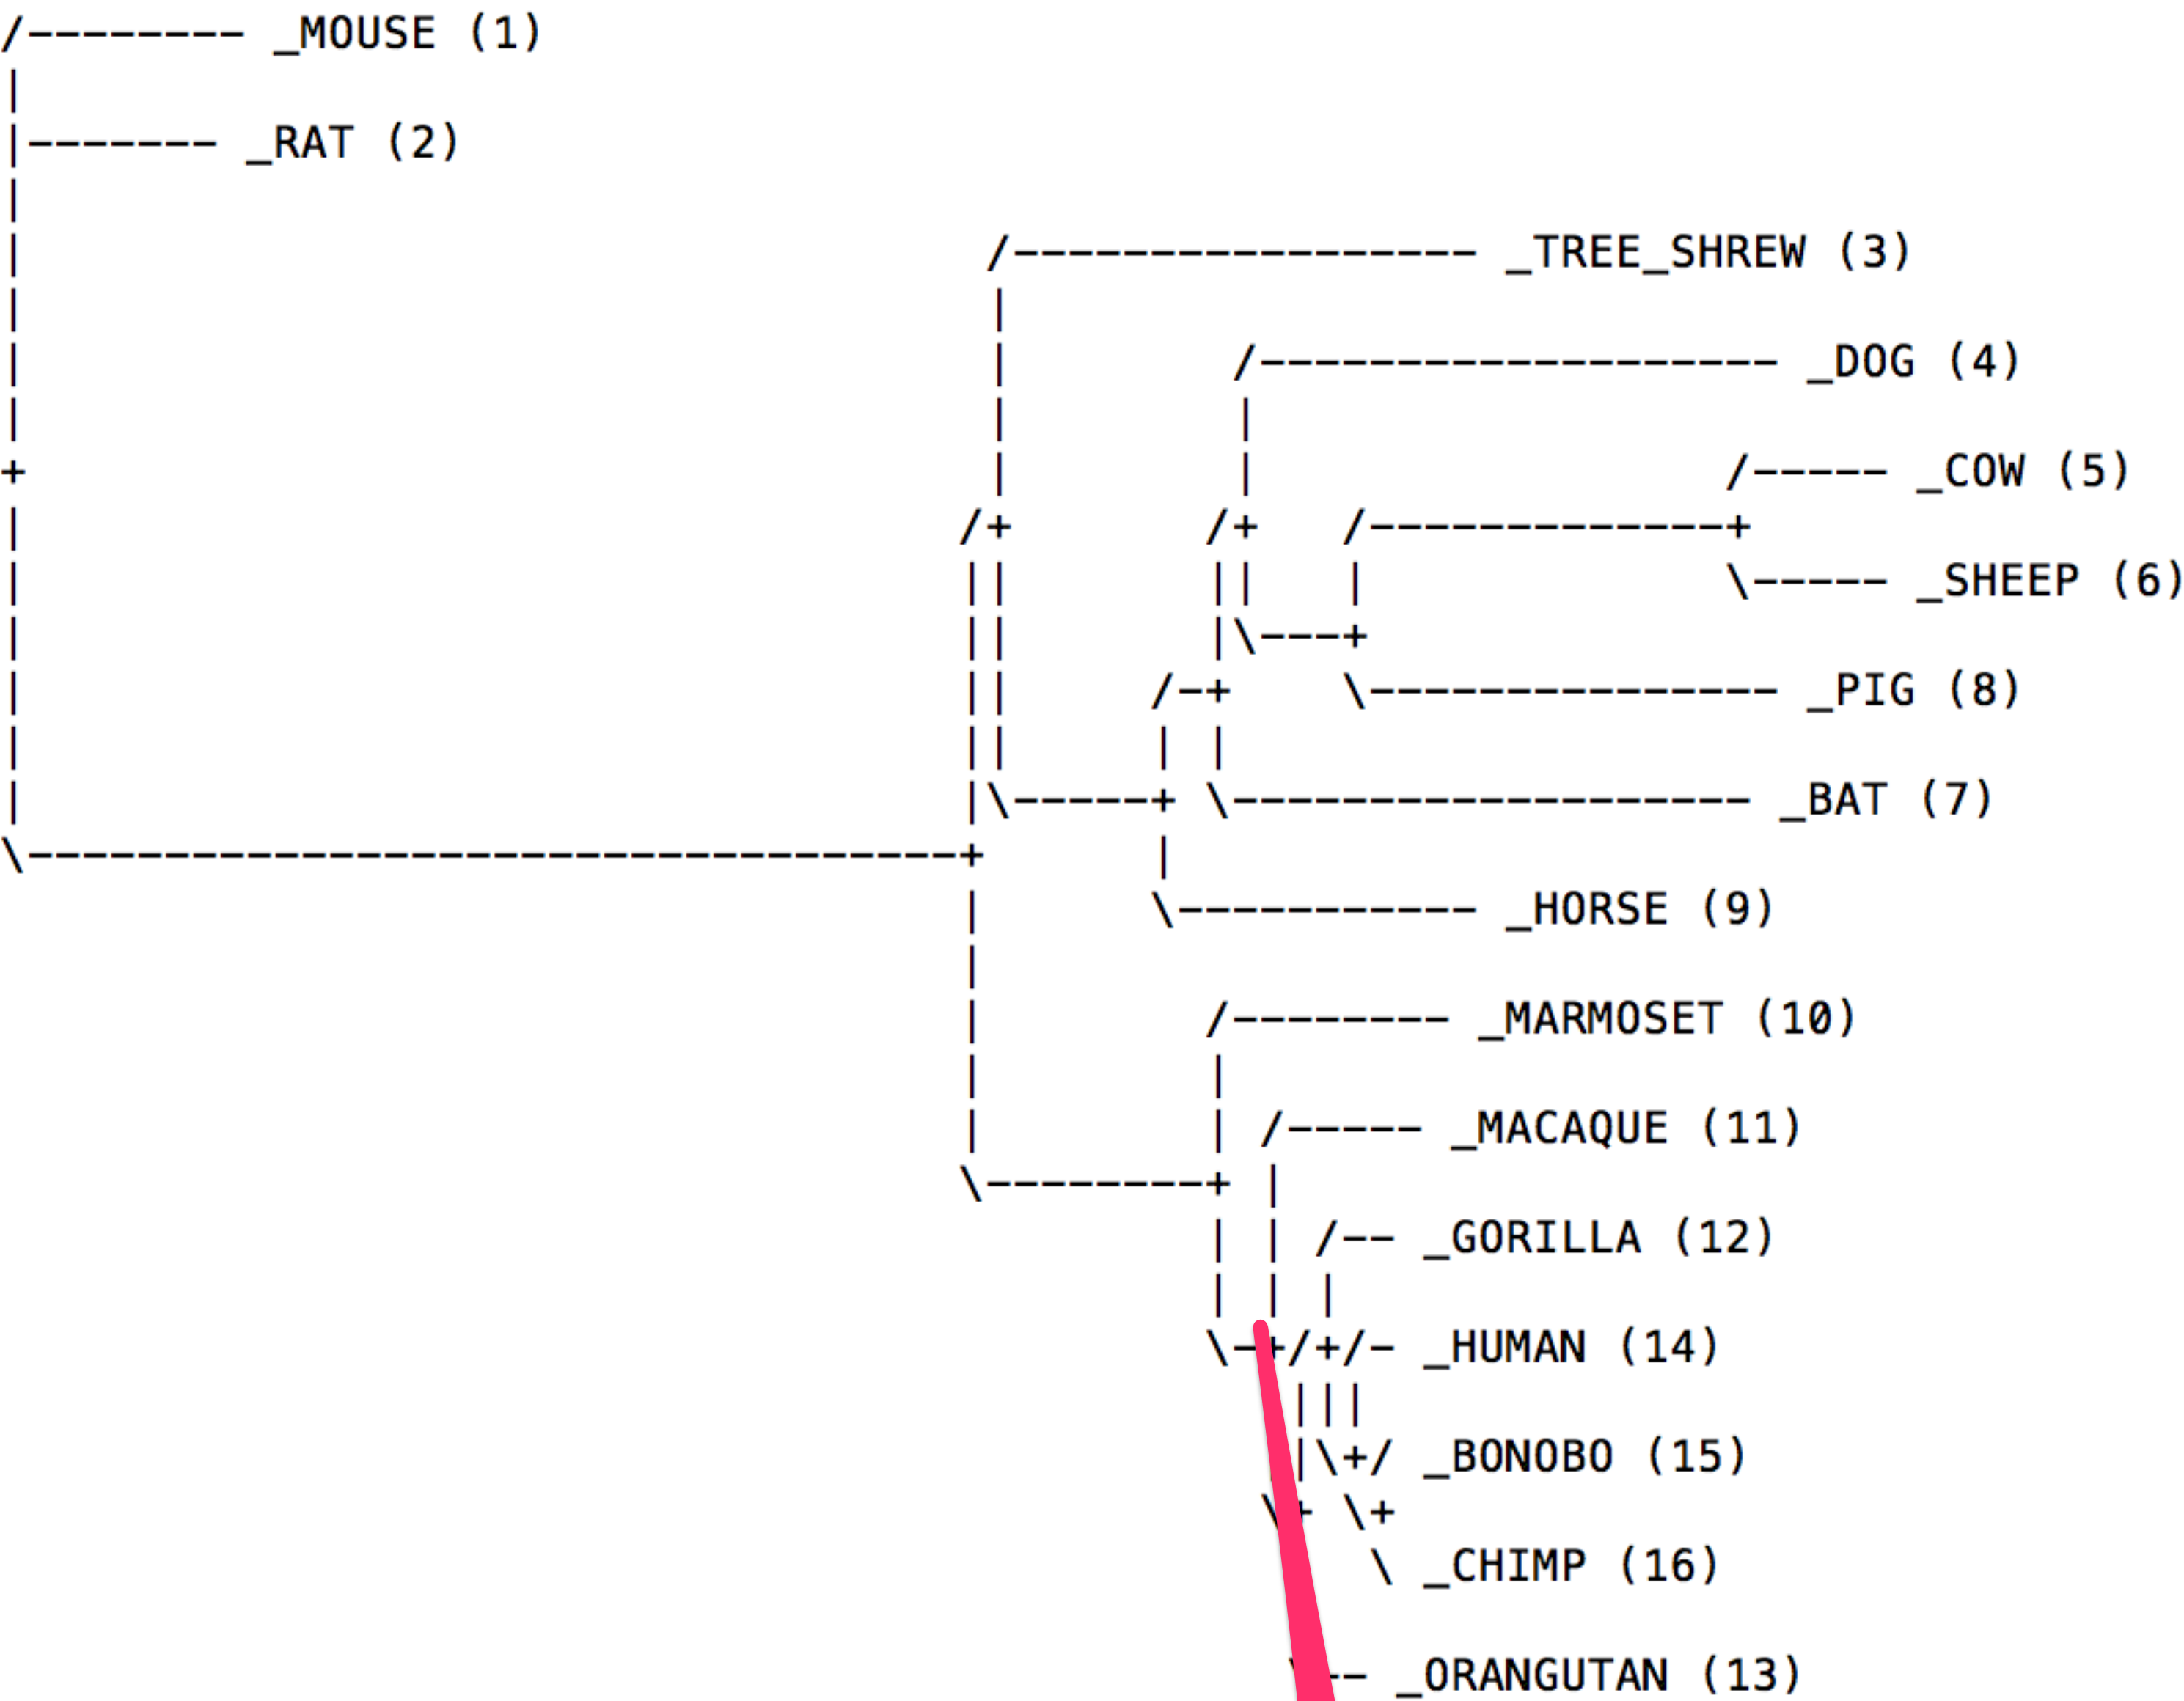 _MOUSE (1)
_RAT (2)
_TREE_SHREW (3)
_DOG (4)
_COW (5)
_SHEEP (6)
_PIG (8)
_BAT (7)
_HORSE (9)
_MARMOSET (10)
_MACAQUE (11)
_GORILLA (12)
_HUMAN (14)
_BONOBO (15)
_CHIMP (16)
_ORANGUTAN (13)